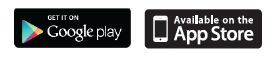 GET IT ON
Google play
Available on the
App Store